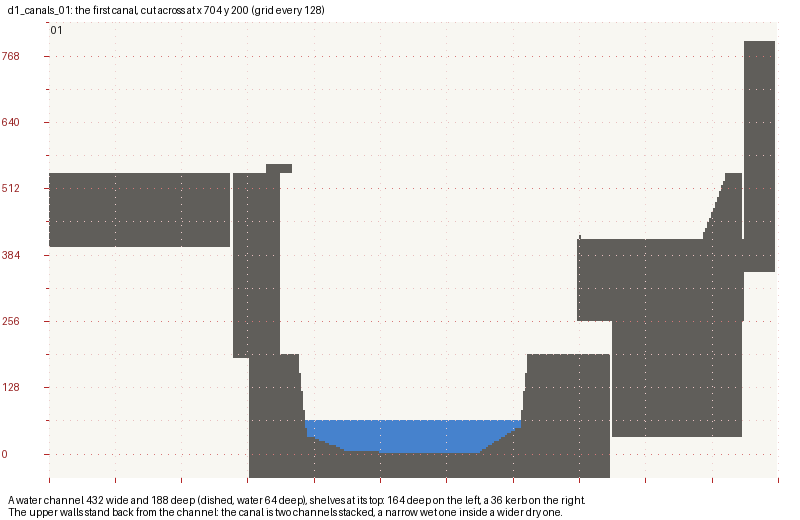 d1_canals_01: the first canal, cut across at x 704 y 200 (grid every 128)
01
768
640
512
384
256
128
0
A water channel 432 wide and 188 deep (dished, water 64 deep), shelves at its top: 164 deep on the left, a 36 kerb on the right.
The upper walls stand back from the channel: the canal is two channels stacked, a narrow wet one inside a wider dry one.